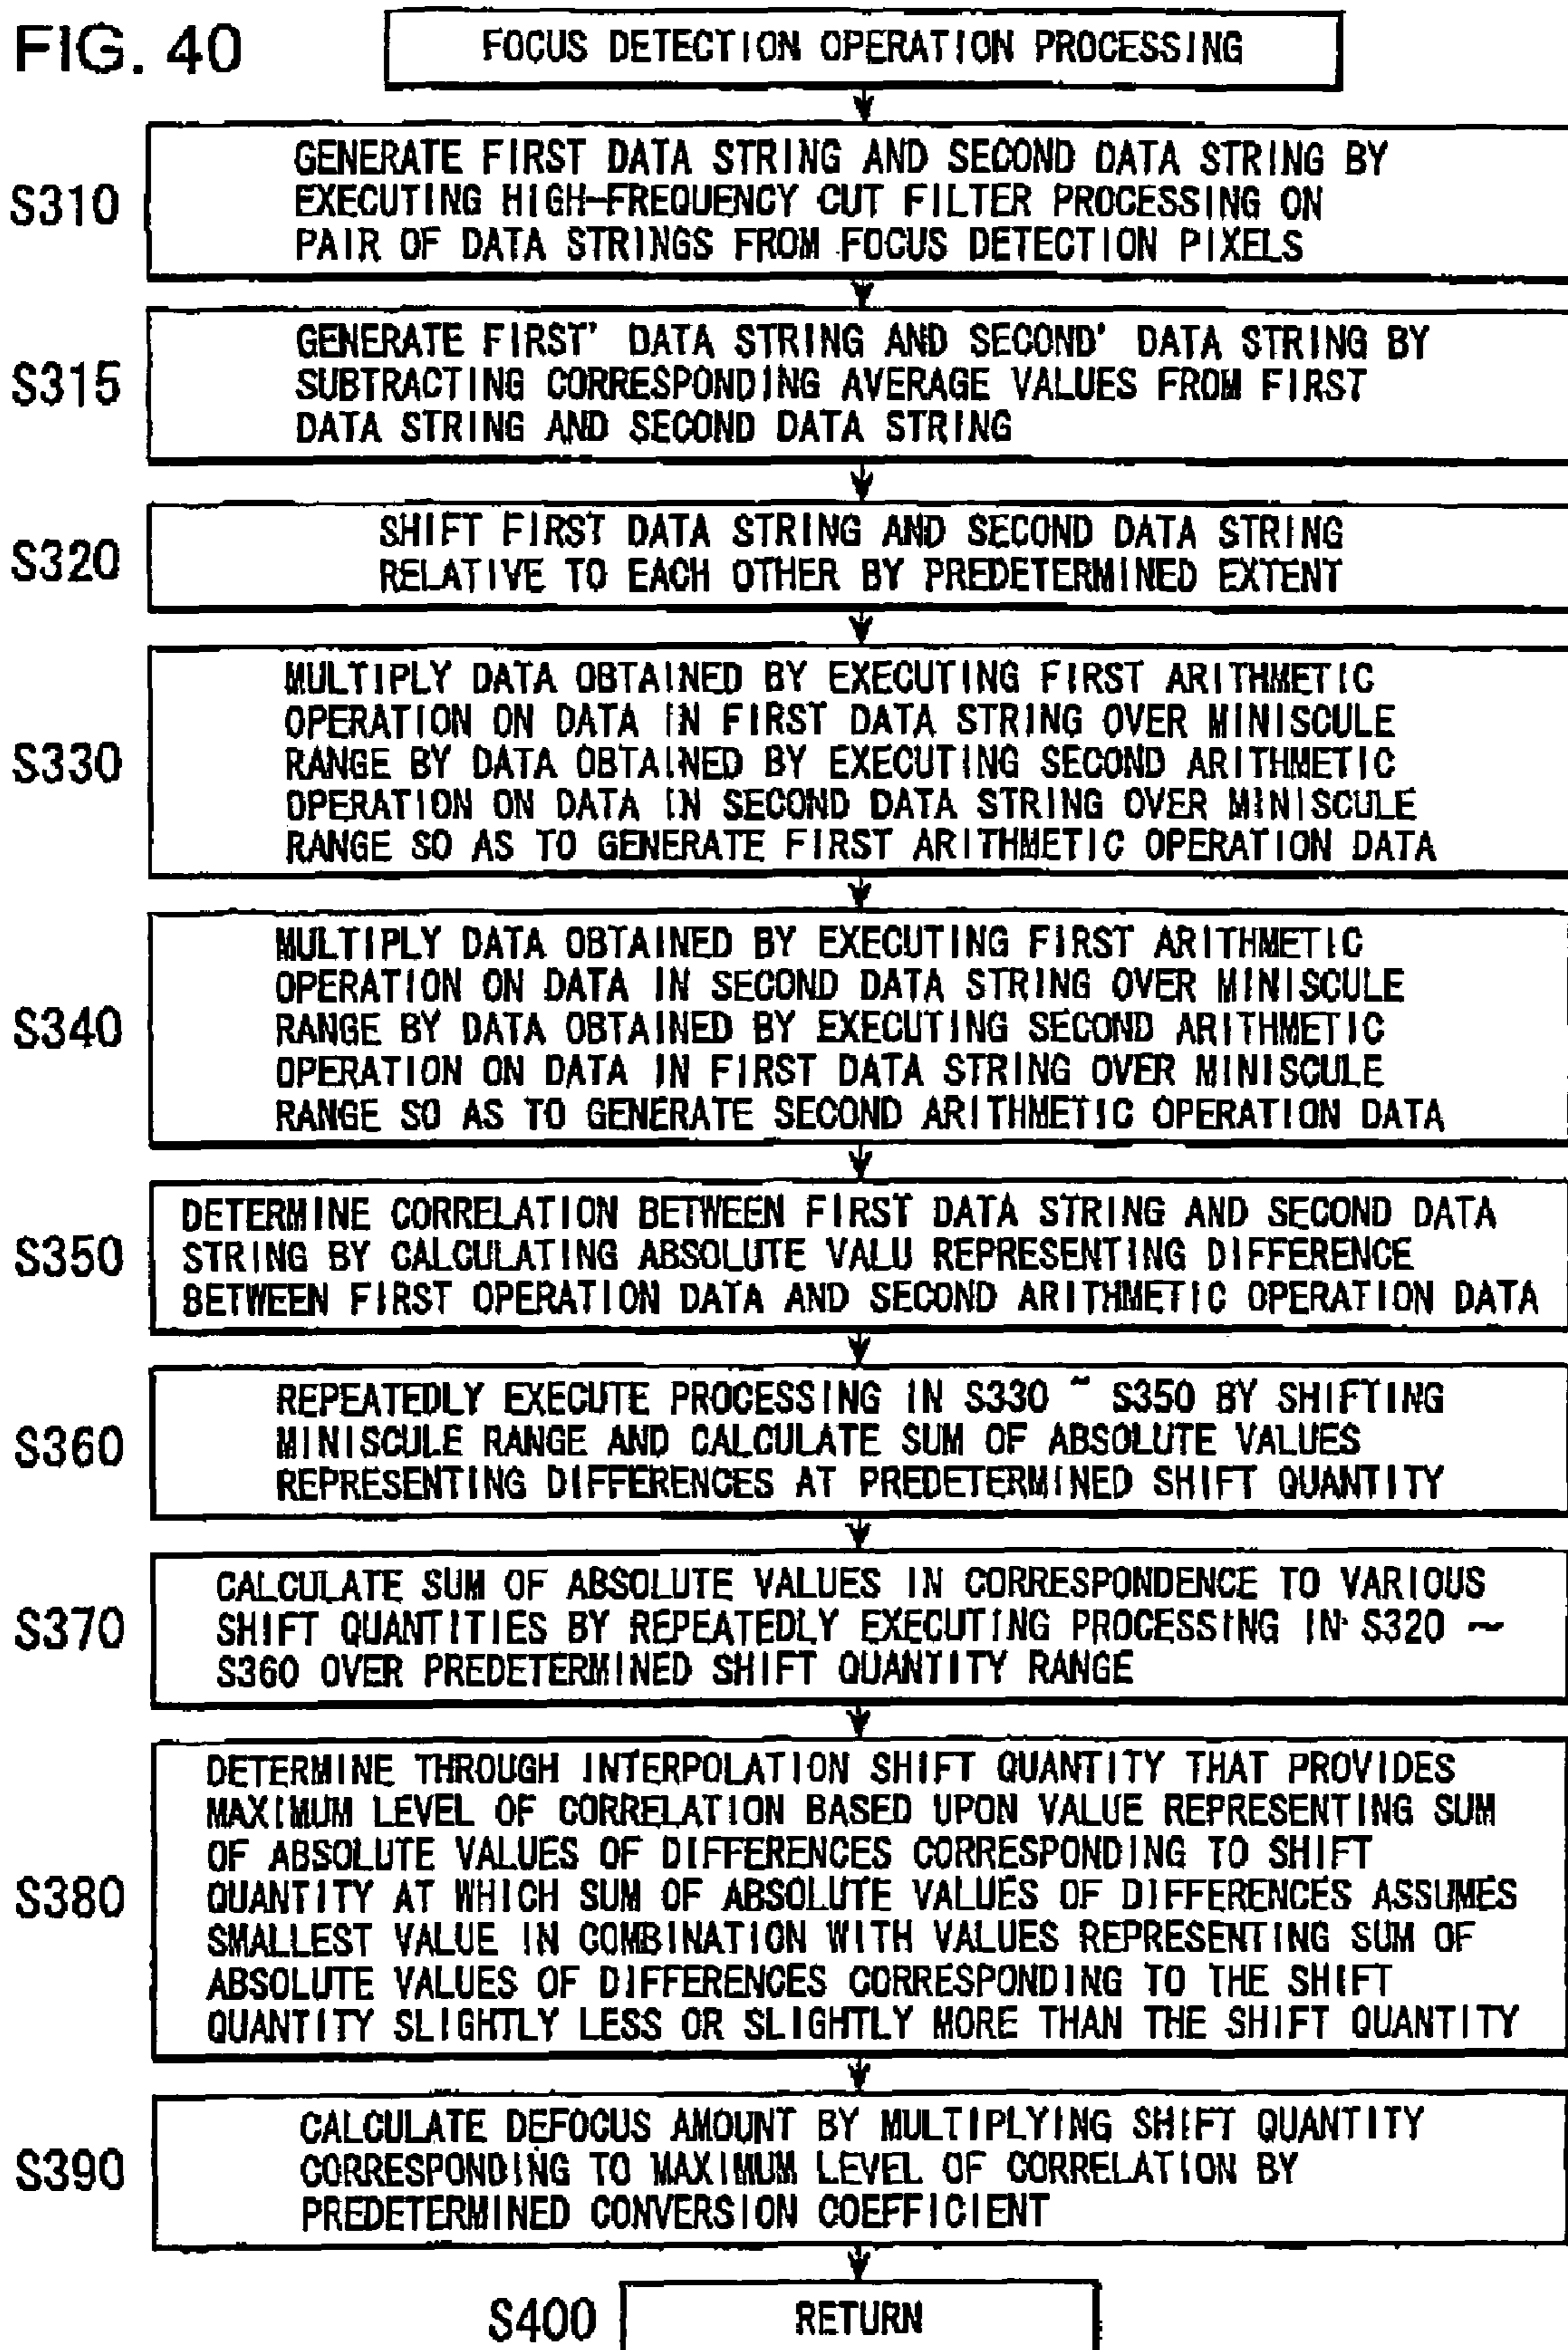 FIG. 40
FOCUS DETECTION OPERATION PROCESSING
S310
GENERATE FIRST DATA STRING AND SECOND DATA STRING BY
EXECUTING HIGH-FREQUENCY CUT FILTER PROCESSING ON
PAIR OF DATA STRINGS FROM FOCUS DETECTION PIXELS
S315
GENERATE FIRST' DATA STRING AND SECOND' DATA STRING BY
SUBTRACTING CORRESPONDING AVERAGE VALUES FROM FIRST
DATA STRING AND SECOND DATA STRING
S320
SHIFT FIRST DATA STRING AND SECOND DATA STRING
RELATIVE TO EACH OTHER BY PREDETERMINED EXTENT
S330
MULTIPLY DATA OBTAINED BY EXECUTING FIRST ARITHMETIC
OPERATION ON DATA IN FIRST DATA STRING OVER MINISCULE
RANGE BY DATA OBTAINED BY EXECUTING SECOND ARITHMETIC
OPERATION ON DATA IN SECOND DATA STRING OVER MINISCULE
RANGE SO AS TO GENERATE FIRST ARITHMETIC OPERATION DATA
S340
MULTIPLY DATA OBTAINED BY EXECUTING FIRST ARITHMETIC
OPERATION ON DATA IN SECOND DATA STRING OVER MINISCULE
RANGE BY DATA OBTAINED BY EXECUTING SECOND ARITHMETIC
OPERATION ON DATA IN FIRST DATA STRING OVER MINISCULE
RANGE SO AS TO GENERATE SECOND ARITHMETIC OPERATION DATA
S350
DETERMINE CORRELATION BETWEEN FIRST DATA STRING AND SECOND DATA
STRING BY CALCULATING ABSOLUTE VALU REPRESENTING DIFFERENCE
BETWEEN FIRST OPERATION DATA AND SECOND ARITHMETIC OPERATION DATA
S360
REPEATEDLY EXECUTE PROCESSING IN S330 ~ S350 BY SHIFTING
MINISCULE RANGE AND CALCULATE SUM OF ABSOLUTE VALUES
REPRESENTING DIFFERENCES AT PREDETERMINED SHIFT QUANTITY
S370
CALCULATE SUM OF ABSOLUTE VALUES IN CORRESPONDENCE TO VARIOUS
SHIFT QUANTITIES BY REPEATEDLY EXECUTING PROCESSING IN S320 ~
S360 OVER PREDETERMINED SHIFT QUANTITY RANGE
S380
DETERMINE THROUGH INTERPOLATION SHIFT QUANTITY THAT PROVIDES
MAXIMUM LEVEL OF CORRELATION BASED UPON VALUE REPRESENTING SUM
OF ABSOLUTE VALUES OF DIFFERENCES CORRESPONDING TO SHIFT
QUANTITY AT WHICH SUM OF ABSOLUTE VALUES OF DIFFERENCES ASSUMES
SMALLEST VALUE IN COMBINATION WITH VALUES REPRESENTING SUM OF
ABSOLUTE VALUES OF DIFFERENCES CORRESPONDING TO THE SHIFT
QUANTITY SLIGHTLY LESS OR SLIGHTLY MORE THAN THE SHIFT QUANTITY
S390
CALCULATE DEFOCUS AMOUNT BY MULTIPLYING SHIFT QUANTITY
CORRESPONDING TO MAXIMUM LEVEL OF CORRELATION BY
PREDETERMINED CONVERSION COEFFICIENT
S400
RETURN